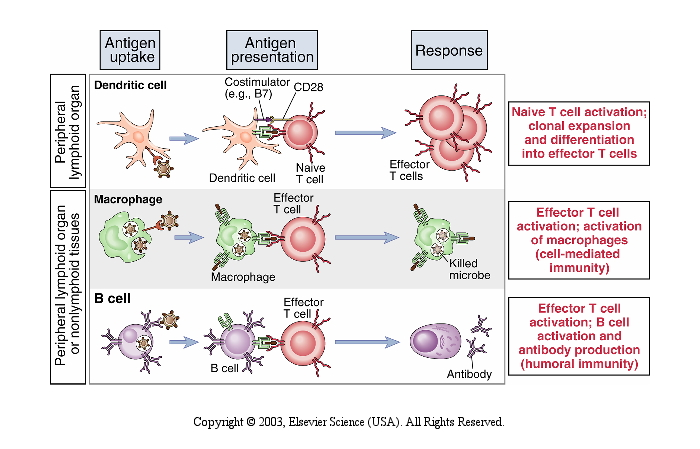 Antigen
uptake
Antigen
presentation
Response
Peripheral
lymphoid organ
Dendritic cell
Costimulator
(e.g., B7)
CD28
Dendritic cell
Naive
T cell
Effector
T cells
Naive T cell activation;
clonal expansion
and differentiation
into effector T cells
Peripheral lymphoid organ
or nonlymphoid tissues
Macrophage
Effector
T cell
Macrophage
Killed
microbe
Effector T cell
activation; activation
of macrophages
(cell-mediated
immunity)
B cell
Effector
T cell
B cell
Antibody
Effector T cell
activation; B cell
activation and
antibody production
(humoral immunity)
Copyright © 2003, Elsevier Science (USA). All Rights Reserved.